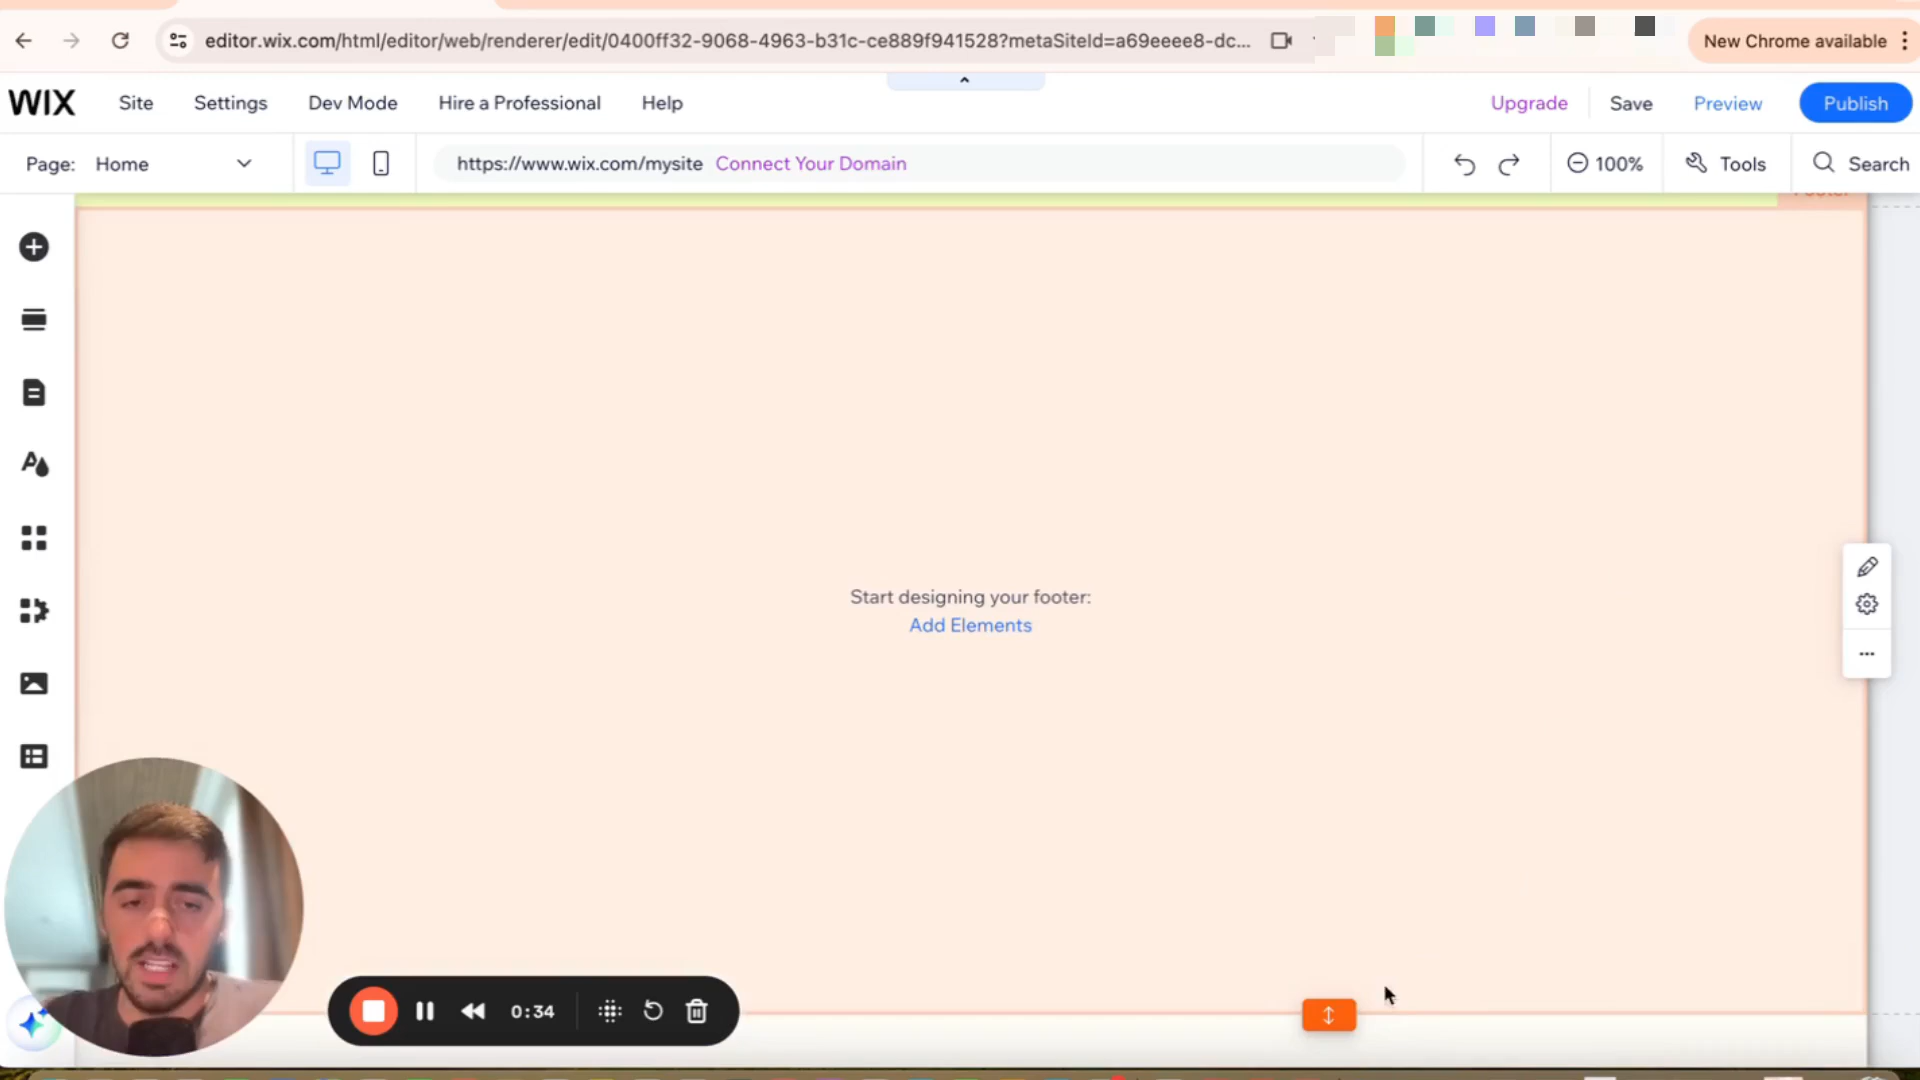 editor.wix.com/html/editor/web/renderer/edit/0400ff32-9068-4963-b31c-ce889f941528?metaSiteId=a69eeee8-dc...
New Chrome available
WIX
Site
Settings
Dev Mode
Hire a Professional
Help
Upgrade
Save
Preview
Publish
Page: Home
https://www.wix.com/mysite Connect Your Domain
100%
Tools
Search
Footer
Start designing your footer:
Add Elements
0:34